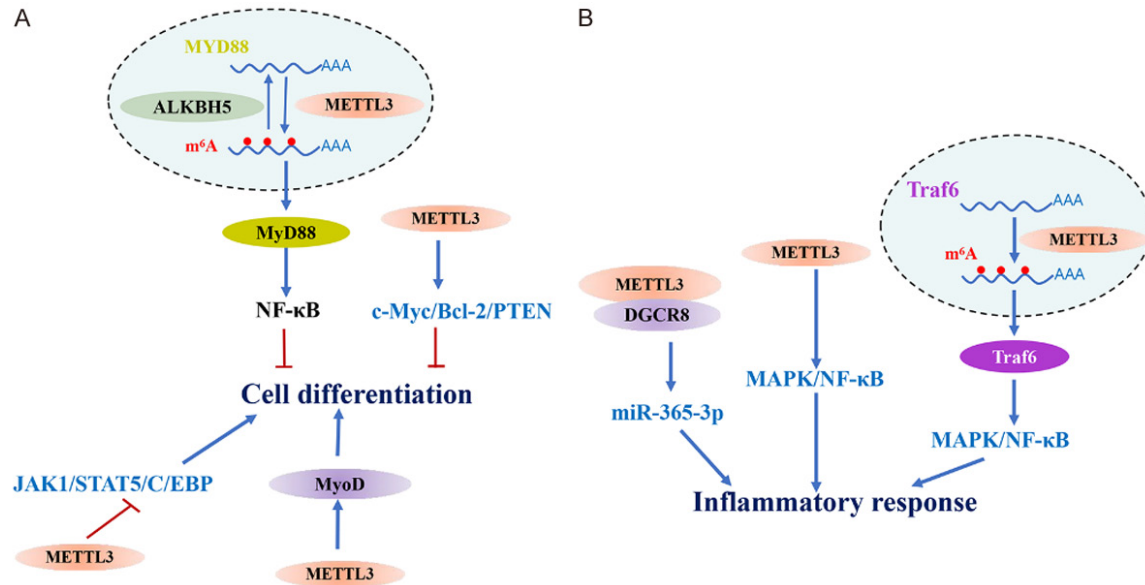 A
MYD88
AAA
ALKBH5
METTL3
m⁶A
AAA
MyD88
METTL3
NF-κB
c-Myc/Bcl-2/PTEN
Cell differentiation
JAK1/STAT5/C/EBP
MyoD
METTL3
METTL3
B
Traf6
AAA
METTL3
m⁶A
AAA
METTL3
METTL3
DGCR8
Traf6
MAPK/NF-κB
miR-365-3p
MAPK/NF-κB
Inflammatory response